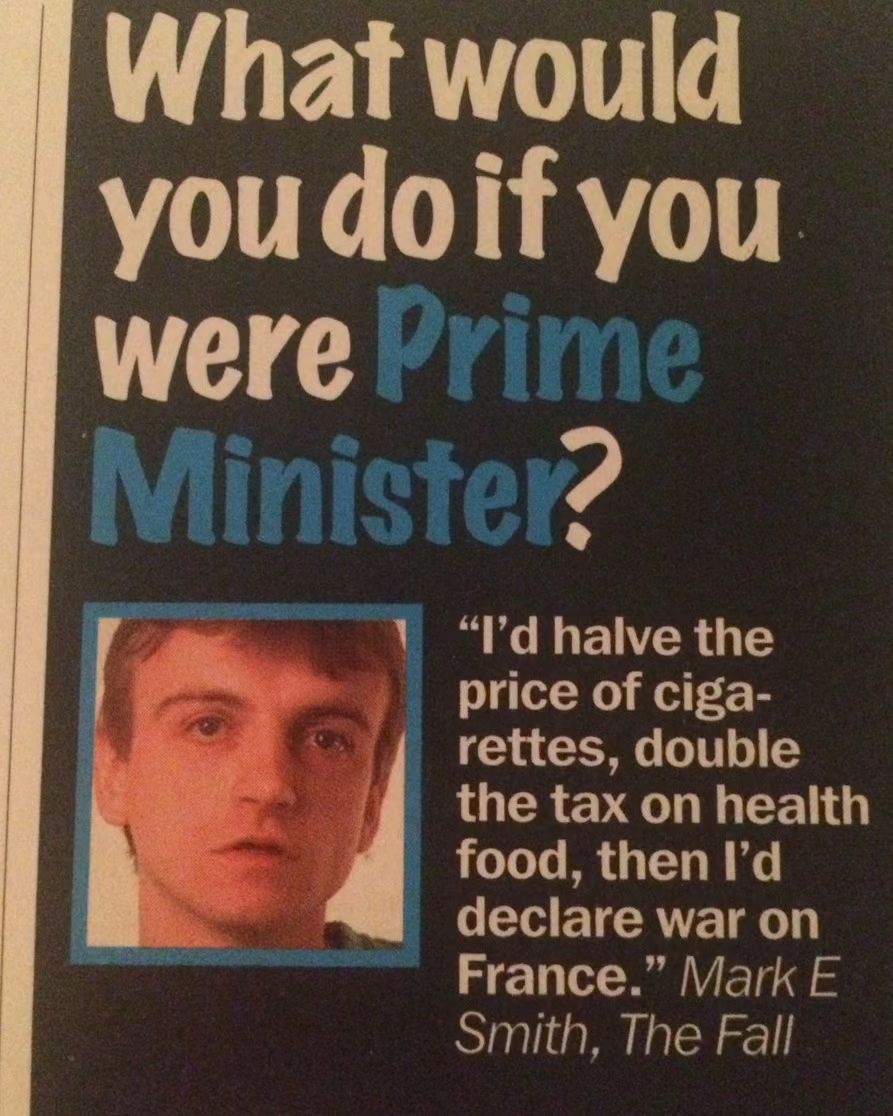 What would
you do if you
were Prime
Minister?
“I’d halve the
price of ciga-
rettes, double
the tax on health
food, then I’d
declare war on
France.” Mark E
Smith, The Fall